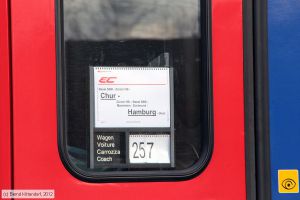 EC
Chur -
Hamburg
Wagen
Voiture
Carrozza
Coach
257
(c) Bernd Hittendorf, 2012